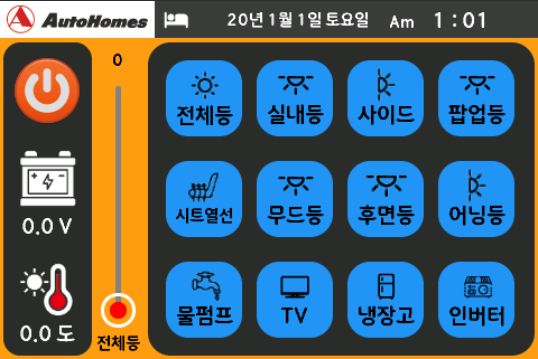 AutoHomes 20년 1월 1일 토요일 Am 1:01
0
전체등 실내등 사이드 팝업등
시트열선 무드등 후면등 어닝등
0.0 V
물펌프 TV 냉장고 인버터
0.0 도
전체등